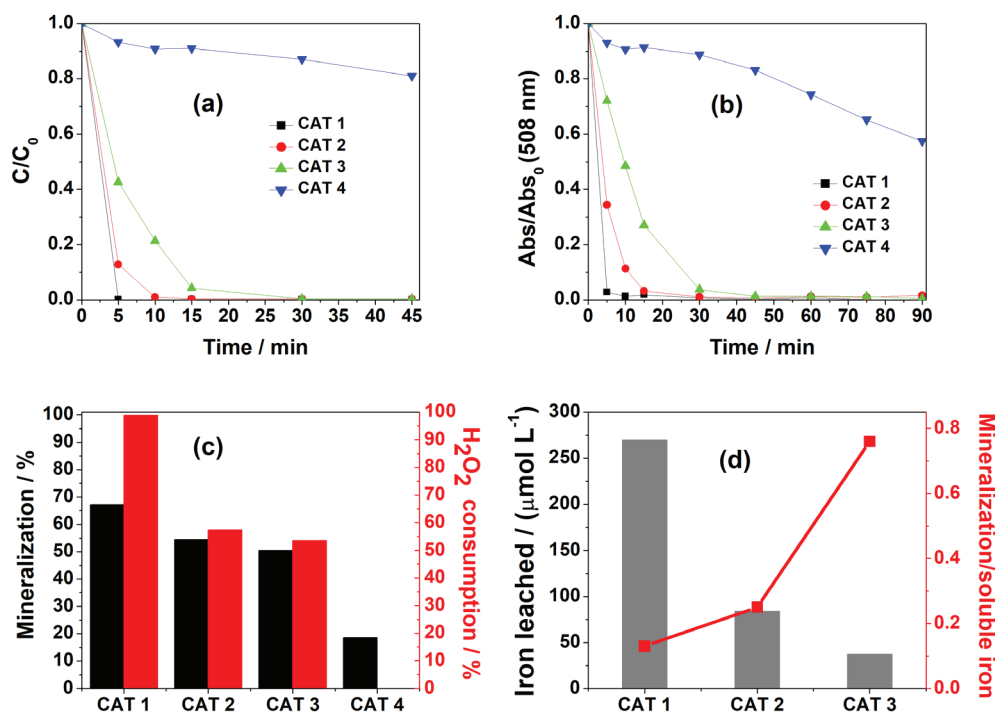 1.0
0.8
0.6
0.4
0.2
0.0
C/C0
(a)
CAT 1
CAT 2
CAT 3
CAT 4
0 5 10 15 20 25 30 35 40 45
Time / min
1.0
0.8
0.6
0.4
0.2
0.0
Abs/Abs0 (508 nm)
(b)
CAT 1
CAT 2
CAT 3
CAT 4
0 15 30 45 60 75 90
Time / min
100
90
80
70
60
50
40
30
20
10
0
Mineralization / %
(c)
100
90
80
70
60
50
40
30
20
10
0
H2O2 consumption / %
CAT 1 CAT 2 CAT 3 CAT 4
300
250
200
150
100
50
0
Iron leached / (μmol L-1)
(d)
0.8
0.6
0.4
0.2
0.0
Mineralization/soluble
iron
CAT 1 CAT 2 CAT 3